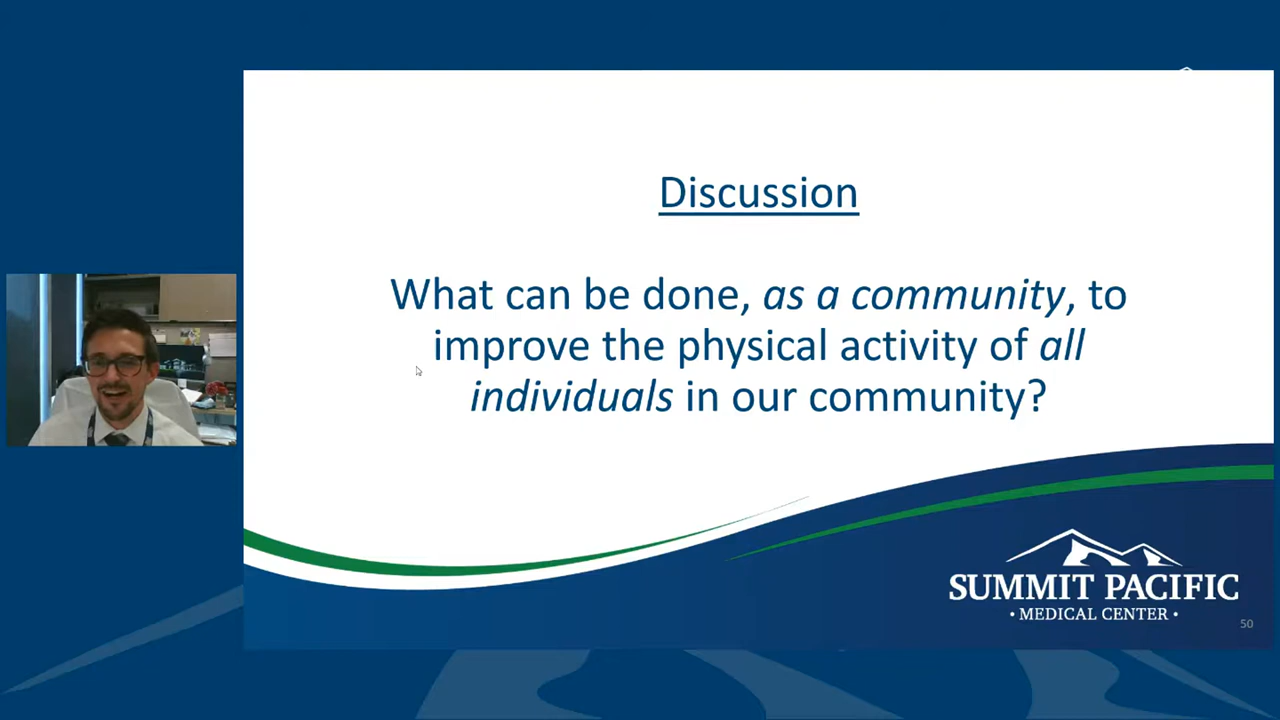 Discussion
What can be done, as a community, to
improve the physical activity of all
individuals in our community?
SUMMIT PACIFIC
• MEDICAL CENTER •
50